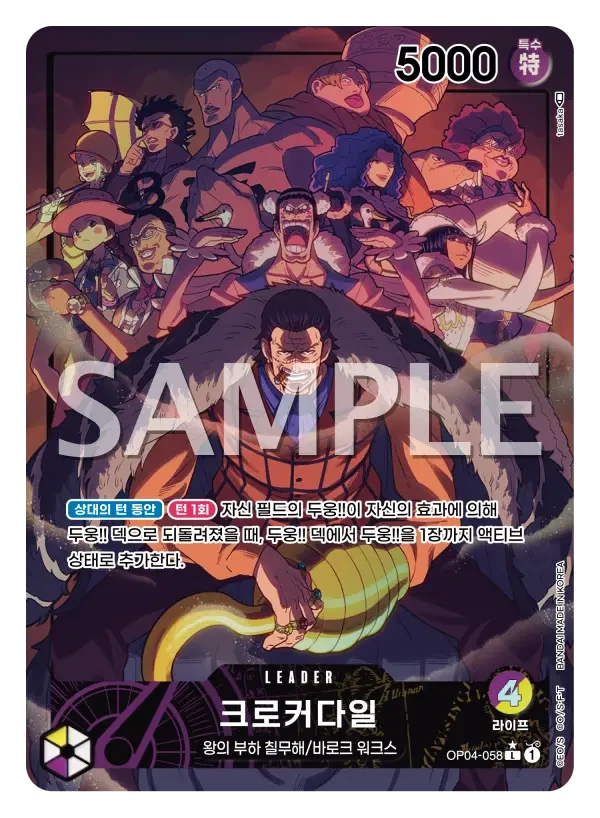 5000
특수
特
tasaka
SAMPLE
상대의 턴 동안 턴 1회 자신 필드의 두웅!!이 자신의 효과에 의해
두웅!! 덱으로 되돌려졌을 때, 두웅!! 덱에서 두웅!!을 1장까지 액티브
상태로 추가한다.
LEADER
크로커다일
왕의 부하 칠무해/바로크 워크스
4
라이프
OP04-058 L 1
©EO/S ©O/S·F·T BANDAI MADE IN KOREA